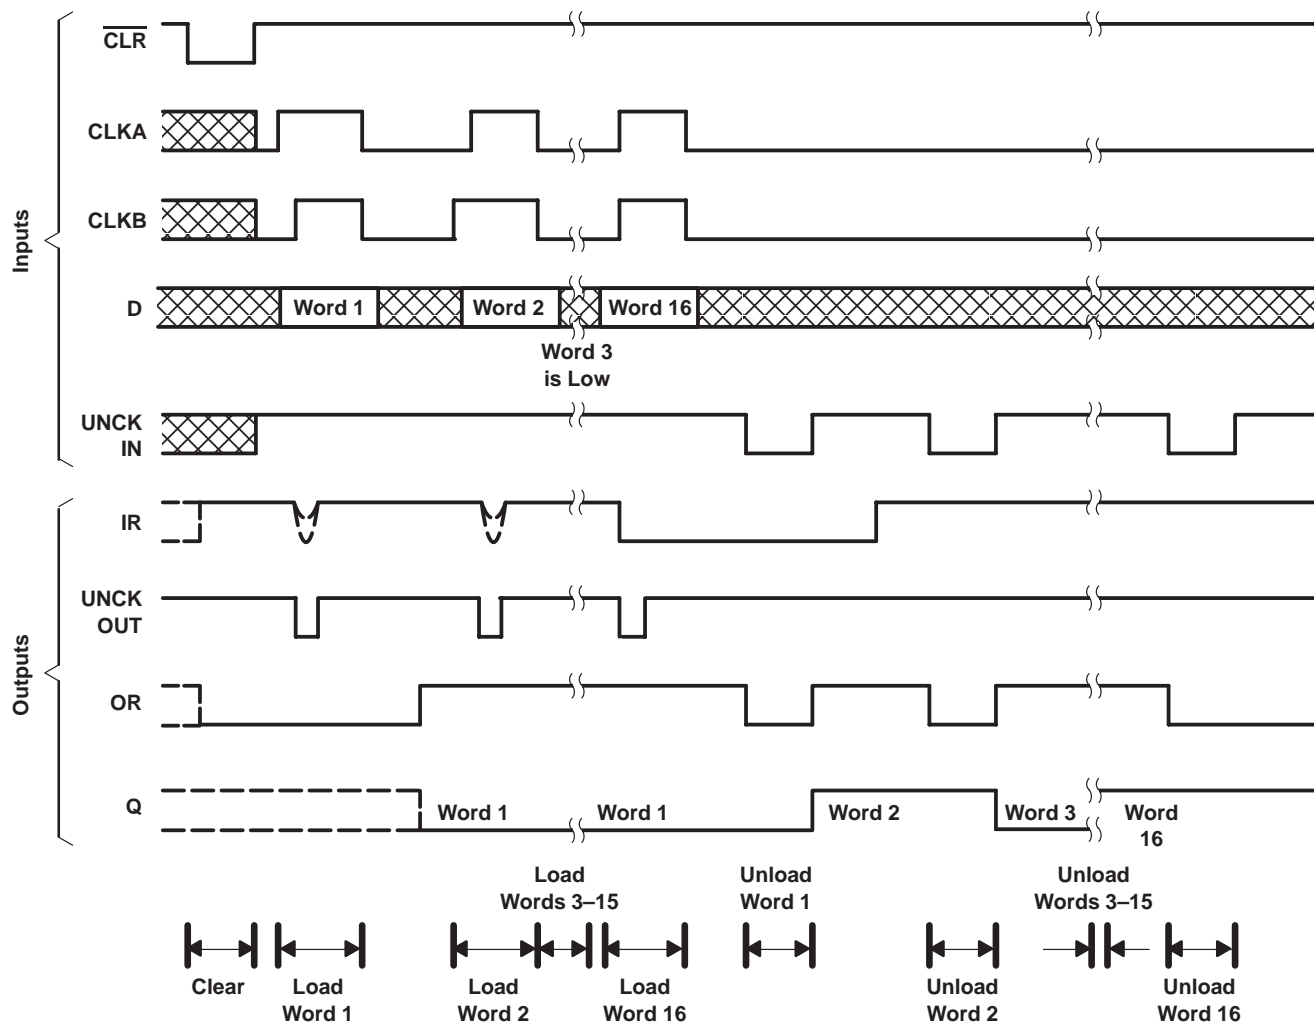 Inputs
CLR
CLKA
CLKB
D
Word 1
Word 2
Word 16
Word 3
is Low
UNCK
IN
Outputs
IR
UNCK
OUT
OR
Q
Word 1
Word 1
Word 2
Word 3
Word
16
Load
Words 3–15
Unload
Word 1
Unload
Words 3–15
Clear
Load
Word 1
Load
Word 2
Load
Word 16
Unload
Word 2
Unload
Word 16